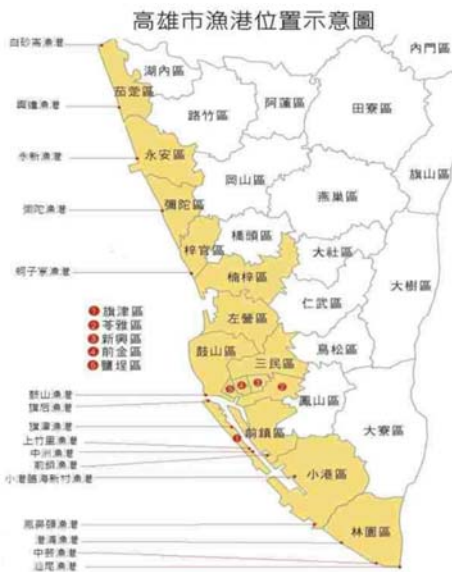 高雄市漁港位置示意圖
白砂崙漁港
興達漁港
永新漁港
彌陀漁港
蚵子寮漁港
鼓山漁港
旗后漁港
旗津漁港
上竹里漁港
中洲漁港
前鎮漁港
小港臨海新村漁港
鳳鼻頭漁港
港埔漁港
中芸漁港
汕尾漁港
內門區
湖內區
茄萣區
阿蓮區
田寮區
路竹區
永安區
岡山區
旗山區
燕巢區
彌陀區
橋頭區
梓官區
大社區
楠梓區
大樹區
仁武區
左營區
鼓山區
三民區
鳥松區
鳳山區
大寮區
前鎮區
小港區
林園區
1 旗津區
2 苓雅區
3 新興區
4 前金區
5 鹽埕區
5 4 3 2
1